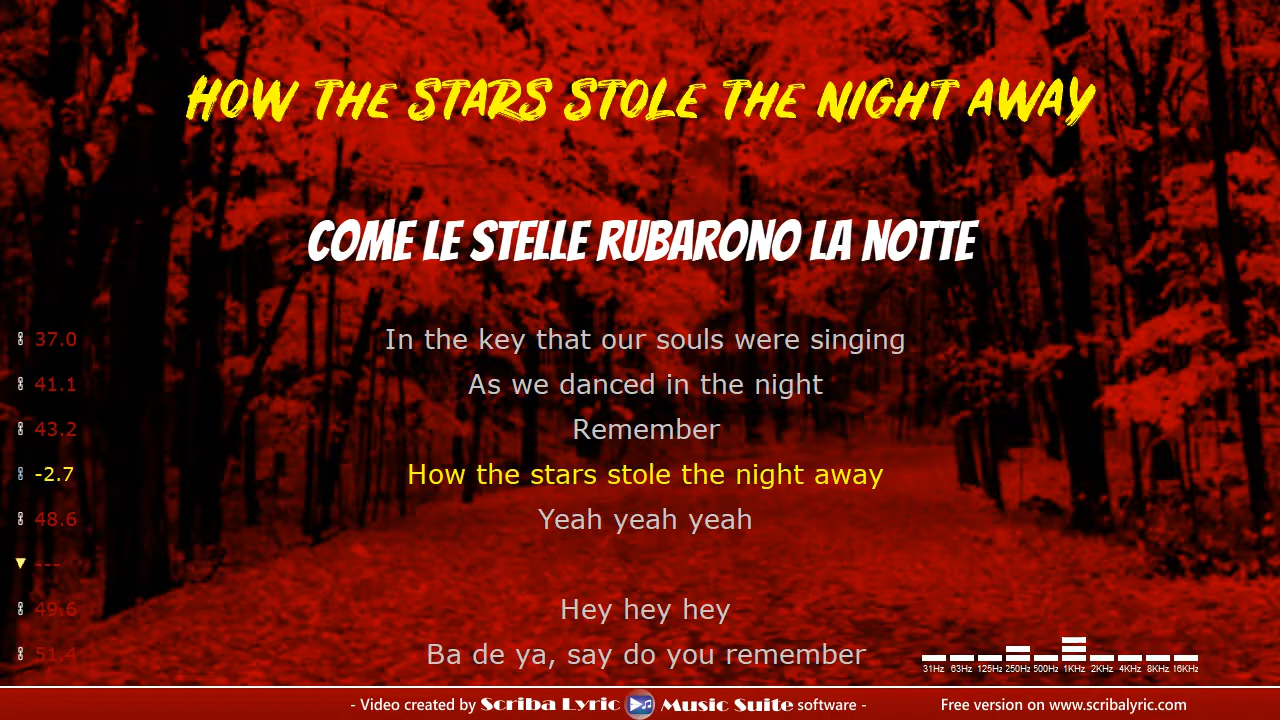 HOW THE STARS STOLE THE NIGHT AWAY
COME LE STELLE RUBARONO LA NOTTE
37.0 In the key that our souls were singing
41.1 As we danced in the night
43.2 Remember
-2.7 How the stars stole the night away
48.6 Yeah yeah yeah
---
49.6 Hey hey hey
51.4 Ba de ya, say do you remember
31Hz 63Hz 125Hz 250Hz 500Hz 1KHz 2KHz 4KHz 8KHz 16KHz
- Video created by Scriba Lyric Music Suite software - Free version on www.scribalyric.com